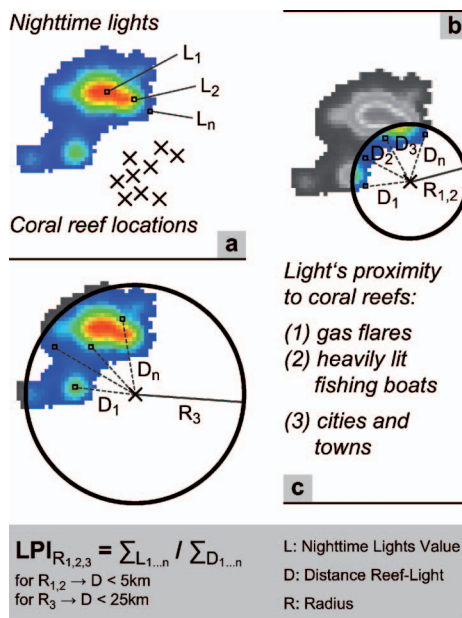 Nighttime lights
L1
L2
Ln
Coral reef locations
a
b
D1
D2
D3
Dn
R1,2
D1
Dn
R3
Light's proximity
to coral reefs:
(1) gas flares
(2) heavily lit
fishing boats
(3) cities and
towns
c
LPI R1,2,3 = ∑L1...n / ∑D1...n
for R1,2 → D < 5km
for R3 → D < 25km
L: Nighttime Lights Value
D: Distance Reef-Light
R: Radius